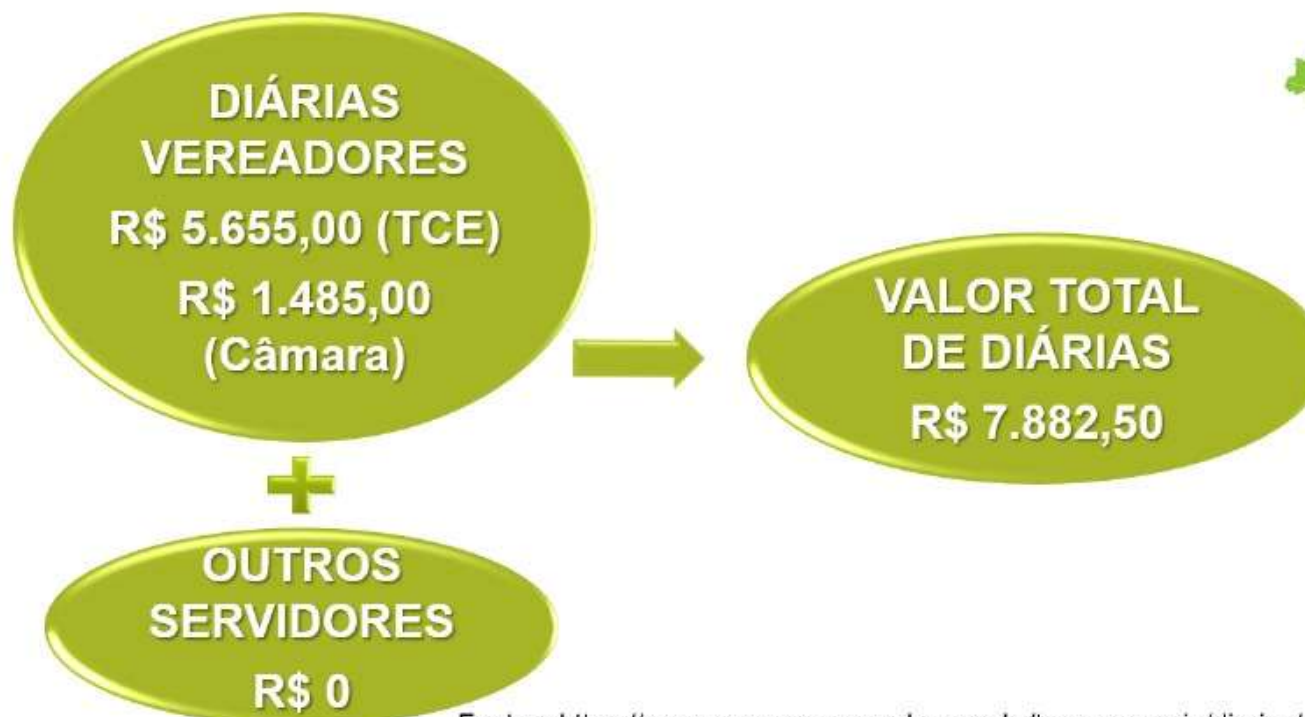 DIÁRIAS
VEREADORES
R$ 5.655,00 (TCE)
R$ 1.485,00
(Câmara)
VALOR TOTAL
DE DIÁRIAS
R$ 7.882,50
OUTROS
SERVIDORES
R$ 0